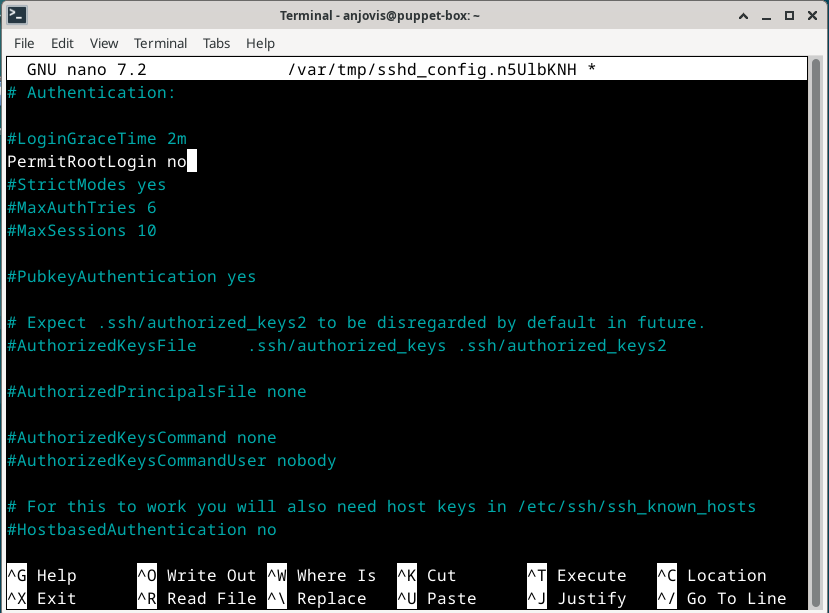 Terminal - anjovis@puppet-box: ~
File Edit View Terminal Tabs Help
GNU nano 7.2 /var/tmp/sshd_config.n5UlbKNH *
# Authentication:
#LoginGraceTime 2m
PermitRootLogin no
#StrictModes yes
#MaxAuthTries 6
#MaxSessions 10
#PubkeyAuthentication yes
# Expect .ssh/authorized_keys2 to be disregarded by default in future.
#AuthorizedKeysFile     .ssh/authorized_keys .ssh/authorized_keys2
#AuthorizedPrincipalsFile none
#AuthorizedKeysCommand none
#AuthorizedKeysCommandUser nobody
# For this to work you will also need host keys in /etc/ssh/ssh_known_hosts
#HostbasedAuthentication no
^G Help ^O Write Out ^W Where Is ^K Cut ^T Execute ^C Location
^X Exit ^R Read File ^\ Replace ^U Paste ^J Justify ^/ Go To Line